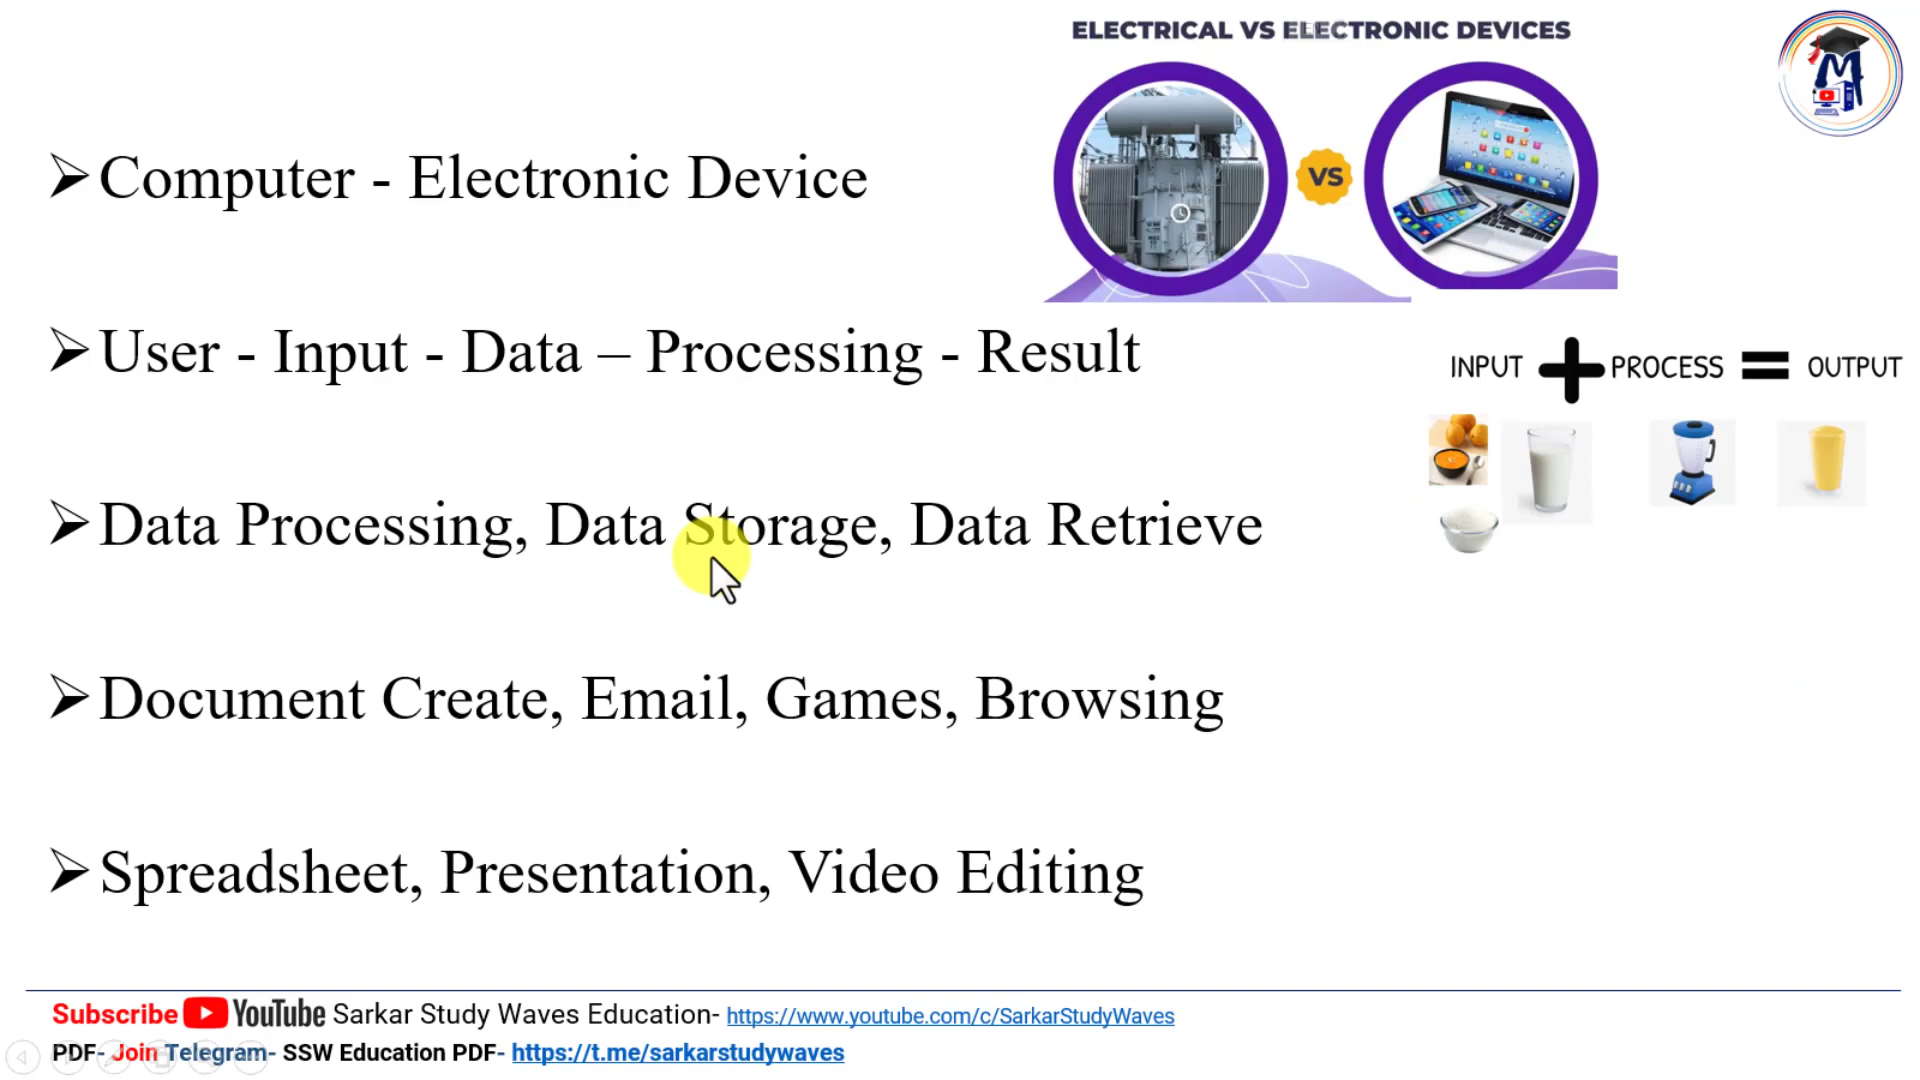 ELECTRICAL VS ELECTRONIC DEVICES
VS
➢Computer - Electronic Device
➢User - Input - Data – Processing - Result
INPUT + PROCESS = OUTPUT
➢Data Processing, Data Storage, Data Retrieve
➢Document Create, Email, Games, Browsing
➢Spreadsheet, Presentation, Video Editing
Subscribe YouTube Sarkar Study Waves Education- https://www.youtube.com/c/SarkarStudyWaves
PDF- Join Telegram- SSW Education PDF- https://t.me/sarkarstudywaves